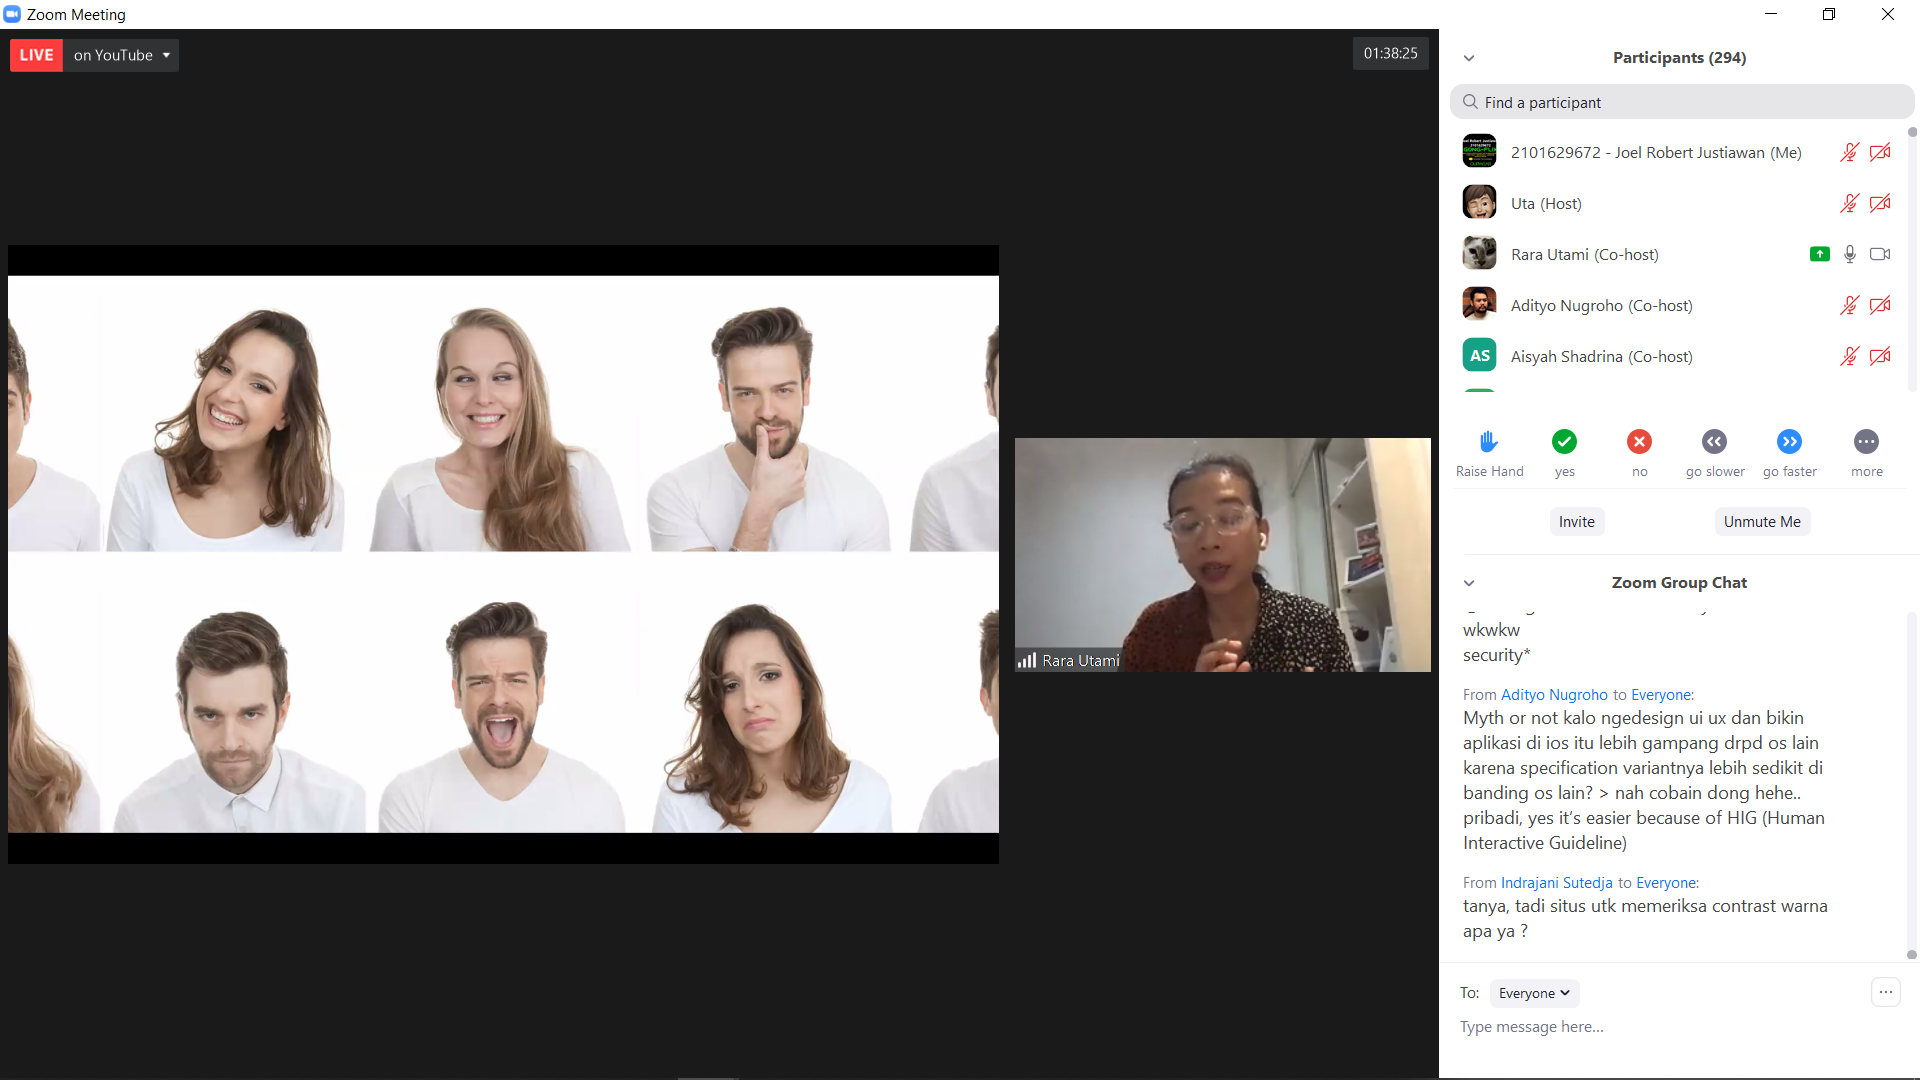 Zoom Meeting
LIVE on YouTube
01:38:25
Rara Utami
Participants (294)
Find a participant
2101629672 - Joel Robert Justiawan (Me)
Uta (Host)
Rara Utami (Co-host)
Adityo Nugroho (Co-host)
AS Aisyah Shadrina (Co-host)
Raise Hand yes no go slower go faster more
Invite Unmute Me
Zoom Group Chat
wkwkw
security*
From Adityo Nugroho to Everyone:
Myth or not kalo ngedesign ui ux dan bikin
aplikasi di ios itu lebih gampang drpd os lain
karena specification variantnya lebih sedikit di
banding os lain? > nah cobain dong hehe..
pribadi, yes it's easier because of HIG (Human
Interactive Guideline)
From Indrajani Sutedja to Everyone:
tanya, tadi situs utk memeriksa contrast warna
apa ya ?
To: Everyone
Type message here...